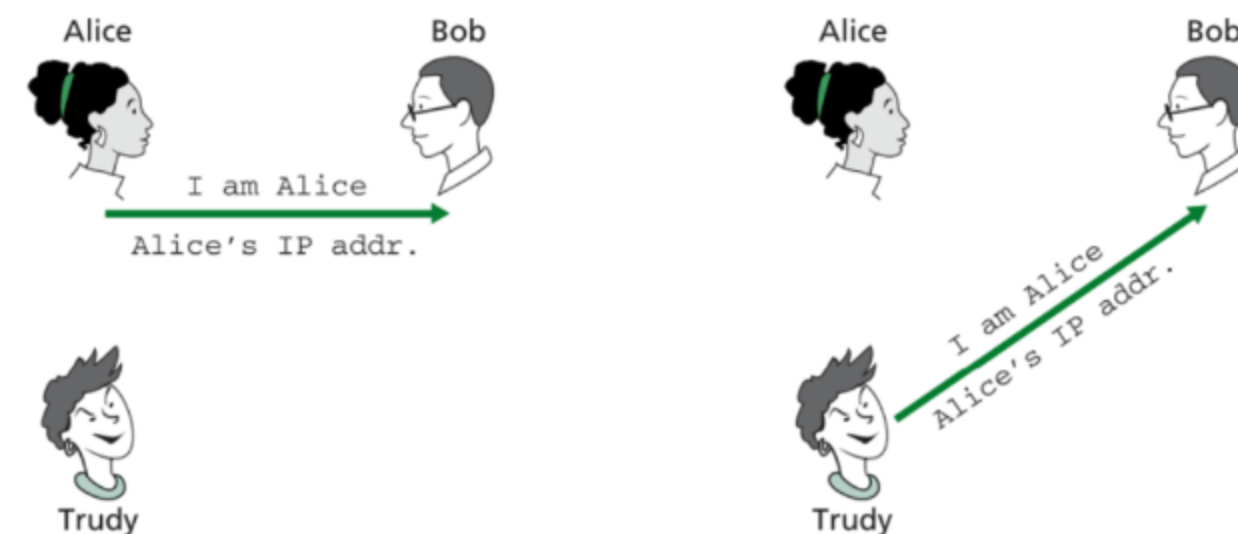 Alice
Bob
I am Alice
Alice's IP addr.
Trudy
Alice
Bob
I am Alice
Alice's IP addr.
Trudy